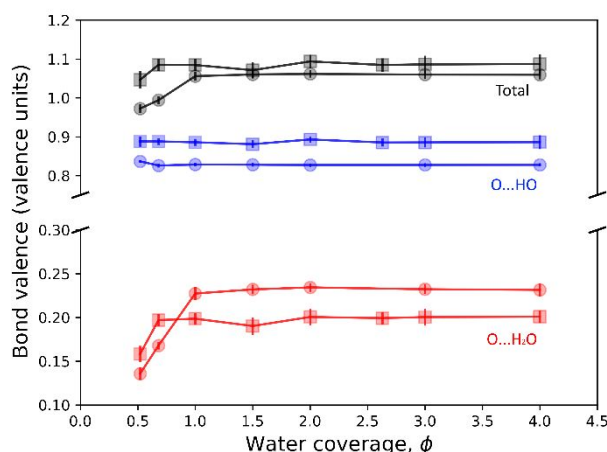 1.2
1.1
1.0
0.9
0.8
Total
O...HO
0.30
0.25
0.20
0.15
0.10
O...H₂O
Bond valence (valence units)
0.0 0.5 1.0 1.5 2.0 2.5 3.0 3.5 4.0 4.5
Water coverage, ϕ